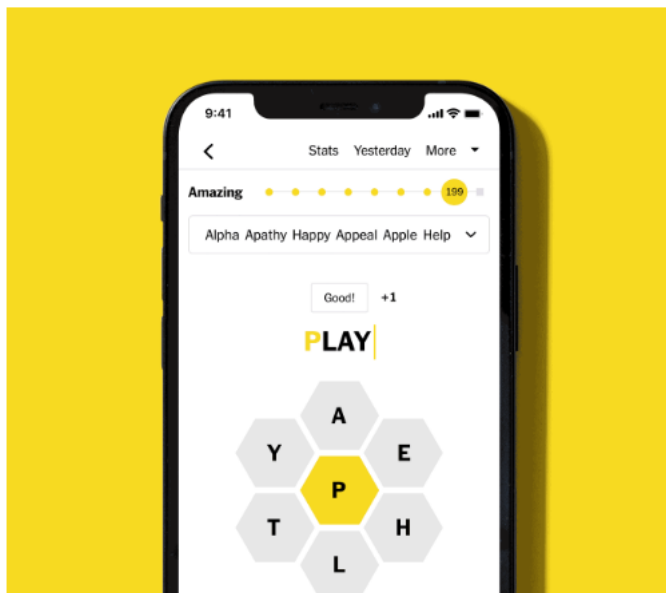 9:41
Stats Yesterday More
Amazing 199
Alpha Apathy Happy Appeal Apple Help
Good! +1
PLAY
A
Y E
P
T H
L